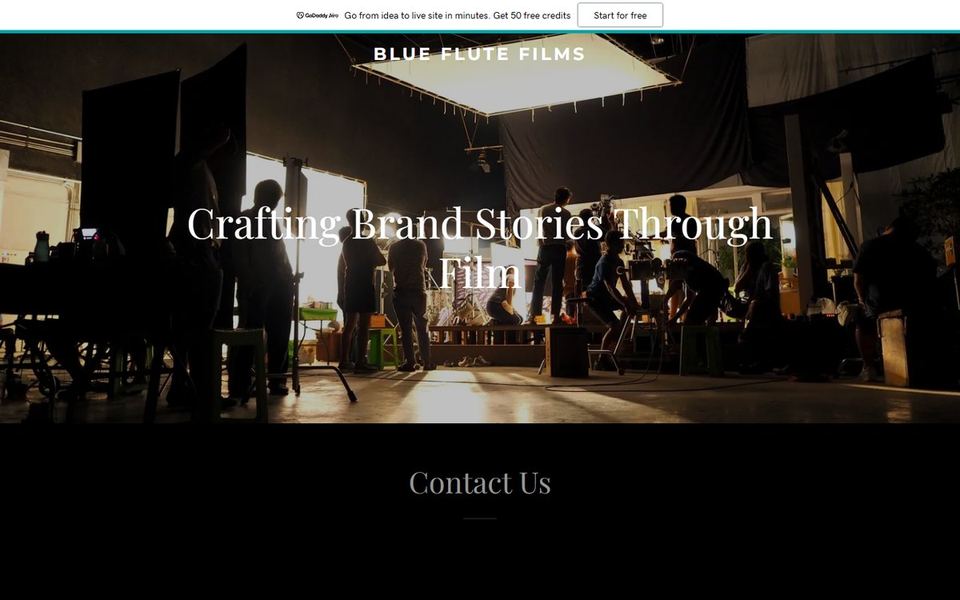 GoDaddy Airo Go from idea to live site in minutes. Get 50 free credits Start for free
BLUE FLUTE FILMS
Crafting Brand Stories Through
Film
Contact Us